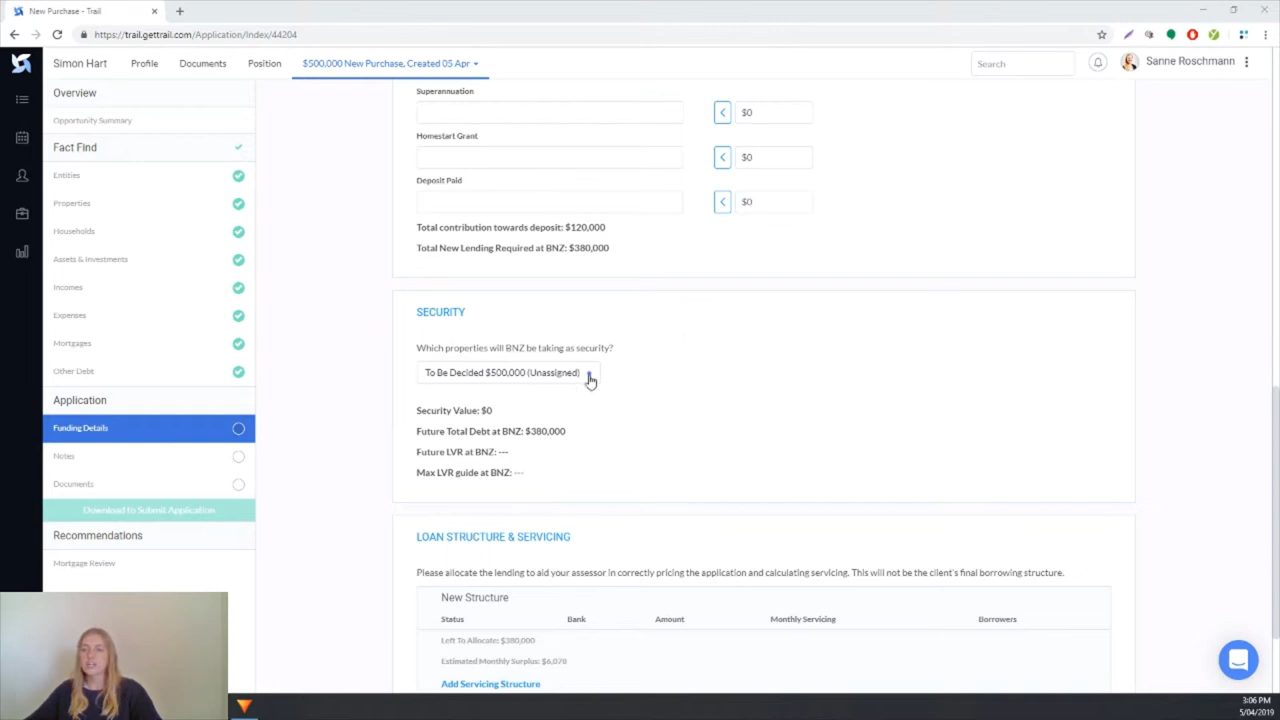 New Purchase - Trail
https://trail.gettrail.com/Application/Index/44204
Simon Hart
Profile
Documents
Position
$500,000 New Purchase, Created 05 Apr
Search
Sanne Roschmann
Overview
Opportunity Summary
Fact Find
Entities
Properties
Households
Assets & Investments
Incomes
Expenses
Mortgages
Other Debt
Application
Funding Details
Notes
Documents
Download to Submit Application
Recommendations
Mortgage Review
Superannuation
$0
Homestart Grant
$0
Deposit Paid
$0
Total contribution towards deposit: $120,000
Total New Lending Required at BNZ: $380,000
SECURITY
Which properties will BNZ be taking as security?
To Be Decided $500,000 (Unassigned)
Security Value: $0
Future Total Debt at BNZ: $380,000
Future LVR at BNZ: ---
Max LVR guide at BNZ: ---
LOAN STRUCTURE & SERVICING
Please allocate the lending to aid your assessor in correctly pricing the application and calculating servicing. This will not be the client's final borrowing structure.
New Structure
Status Bank Amount Monthly Servicing Borrowers
Left To Allocate: $380,000
Estimated Monthly Surplus: $6,078
Add Servicing Structure
3:06 PM
5/04/2019